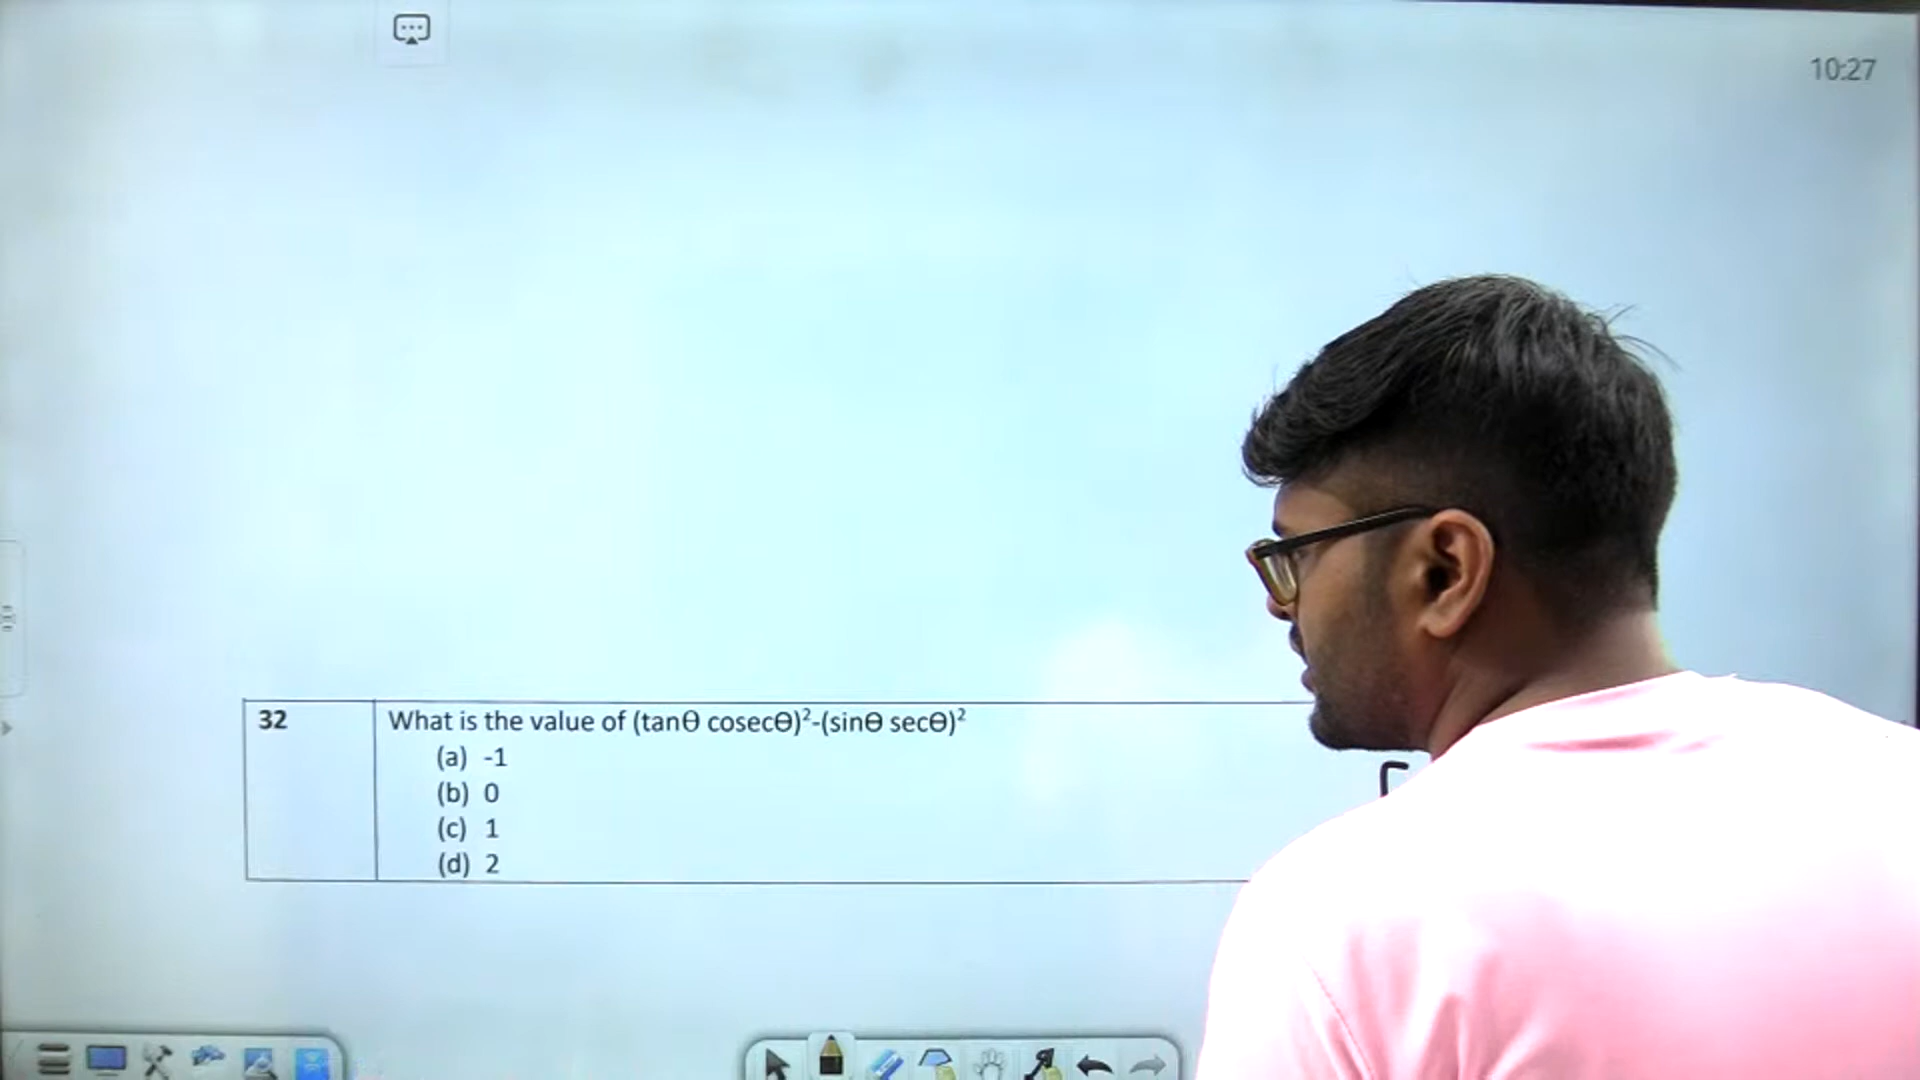 10:27
32 What is the value of (tanθ cosecθ)²-(sinθ secθ)²
(a) -1
(b) 0
(c) 1
(d) 2